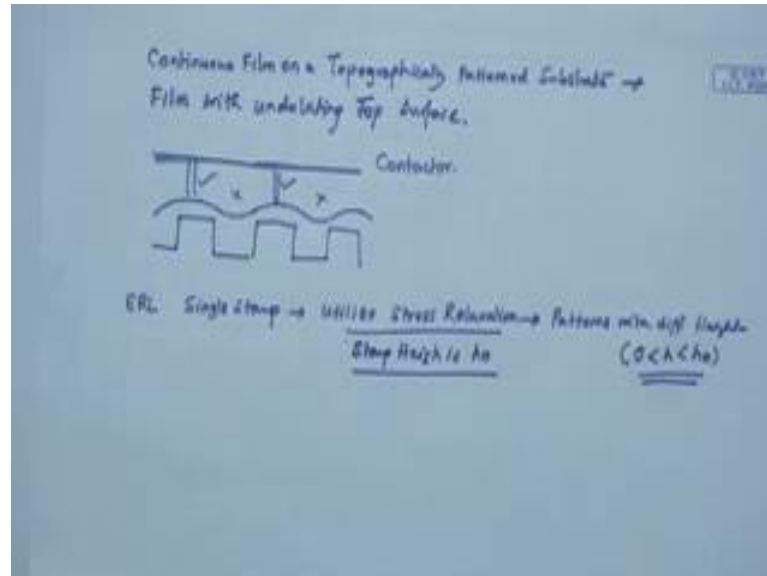 Continuous Film on a Topographically Patterned Substrate →
Film with undulating Top Surface.
Contactor.
ERL Single Stamp → Utilize Stress Relaxation → Patterns with diff Heights
Stamp Height is h0
(0<h<h0)